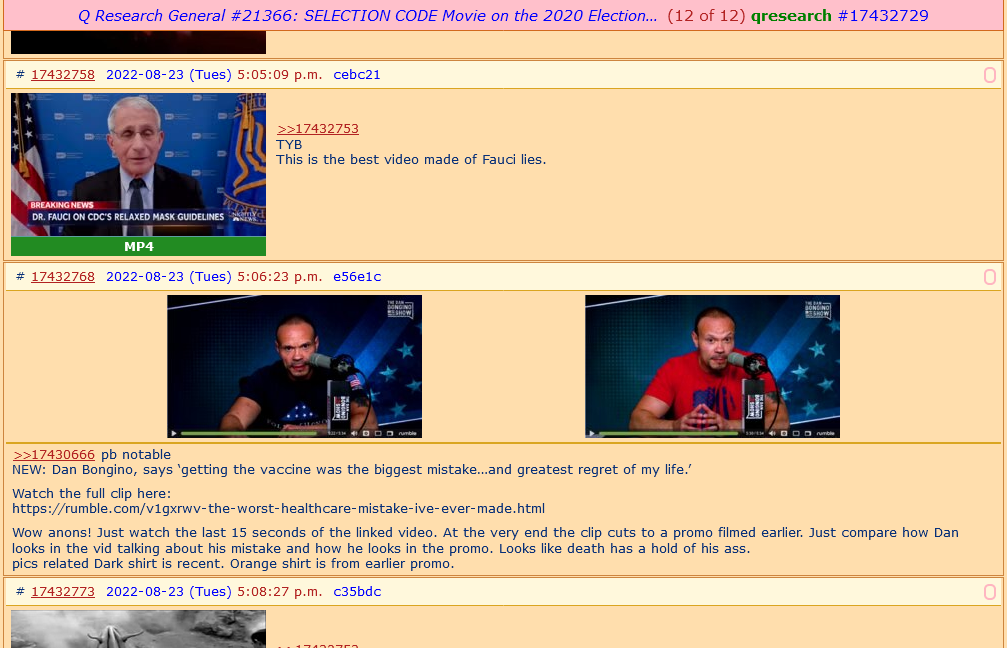 Q Research General #21366: SELECTION CODE Movie on the 2020 Election... (12 of 12) qresearch #17432729
# 17432758 2022-08-23 (Tues) 5:05:09 p.m. cebc21 0
BREAKING NEWS
DR. FAUCI ON CDC'S RELAXED MASK GUIDELINES
NIGHTLY NEWS
MP4
>>17432753
TYB
This is the best video made of Fauci lies.
# 17432768 2022-08-23 (Tues) 5:06:23 p.m. e56e1c 0
THE DAN BONGINO SHOW
rumble
THE DAN BONGINO SHOW
rumble
>>17430666 pb notable
NEW: Dan Bongino, says ‘getting the vaccine was the biggest mistake…and greatest regret of my life.’
Watch the full clip here:
https://rumble.com/v1gxrwv-the-worst-healthcare-mistake-ive-ever-made.html
Wow anons! Just watch the last 15 seconds of the linked video. At the very end the clip cuts to a promo filmed earlier. Just compare how Dan
looks in the vid talking about his mistake and how he looks in the promo. Looks like death has a hold of his ass.
pics related Dark shirt is recent. Orange shirt is from earlier promo.
# 17432773 2022-08-23 (Tues) 5:08:27 p.m. c35bdc 0
>>17432753